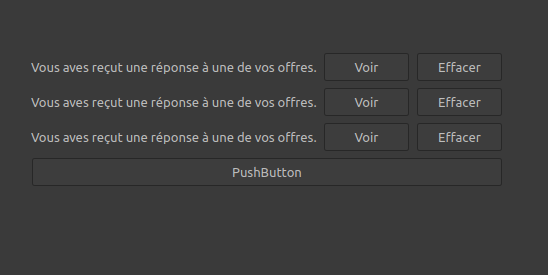 Vous aves reçut une réponse à une de vos offres. Voir Effacer
Vous aves reçut une réponse à une de vos offres. Voir Effacer
Vous aves reçut une réponse à une de vos offres. Voir Effacer
PushButton